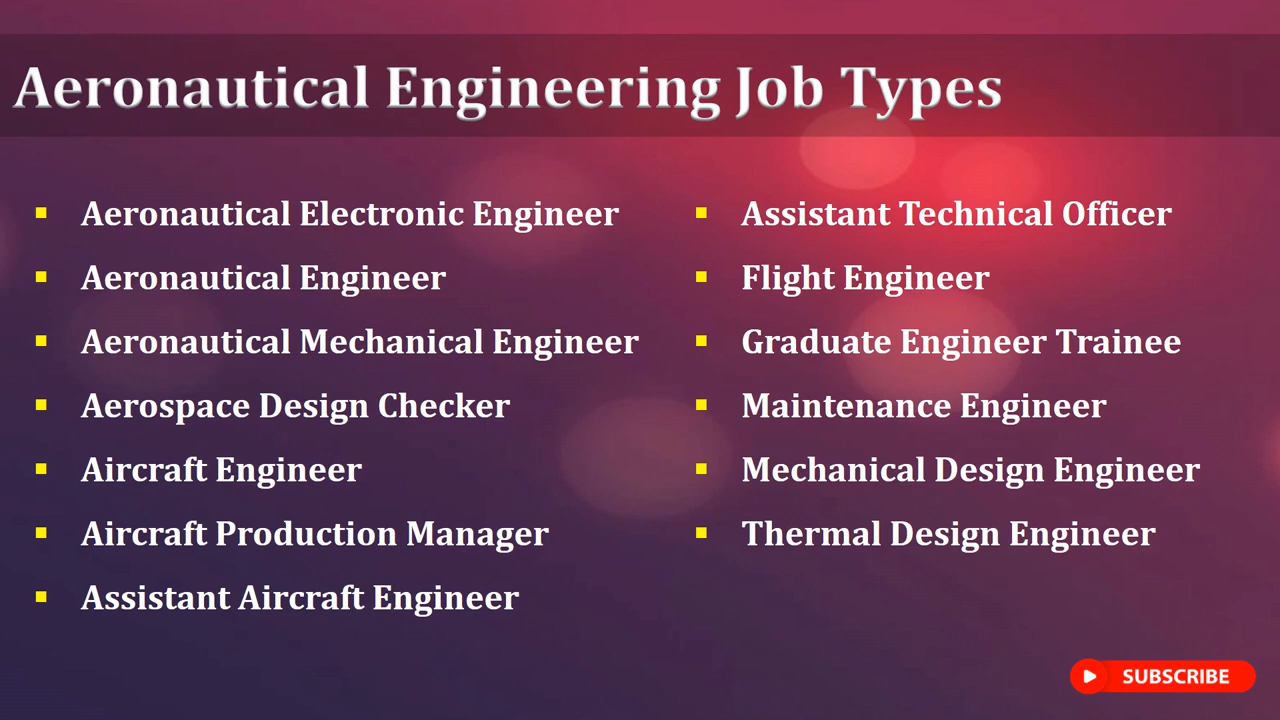 Aeronautical Engineering Job Types
Aeronautical Electronic Engineer
Aeronautical Engineer
Aeronautical Mechanical Engineer
Aerospace Design Checker
Aircraft Engineer
Aircraft Production Manager
Assistant Aircraft Engineer
Assistant Technical Officer
Flight Engineer
Graduate Engineer Trainee
Maintenance Engineer
Mechanical Design Engineer
Thermal Design Engineer
SUBSCRIBE